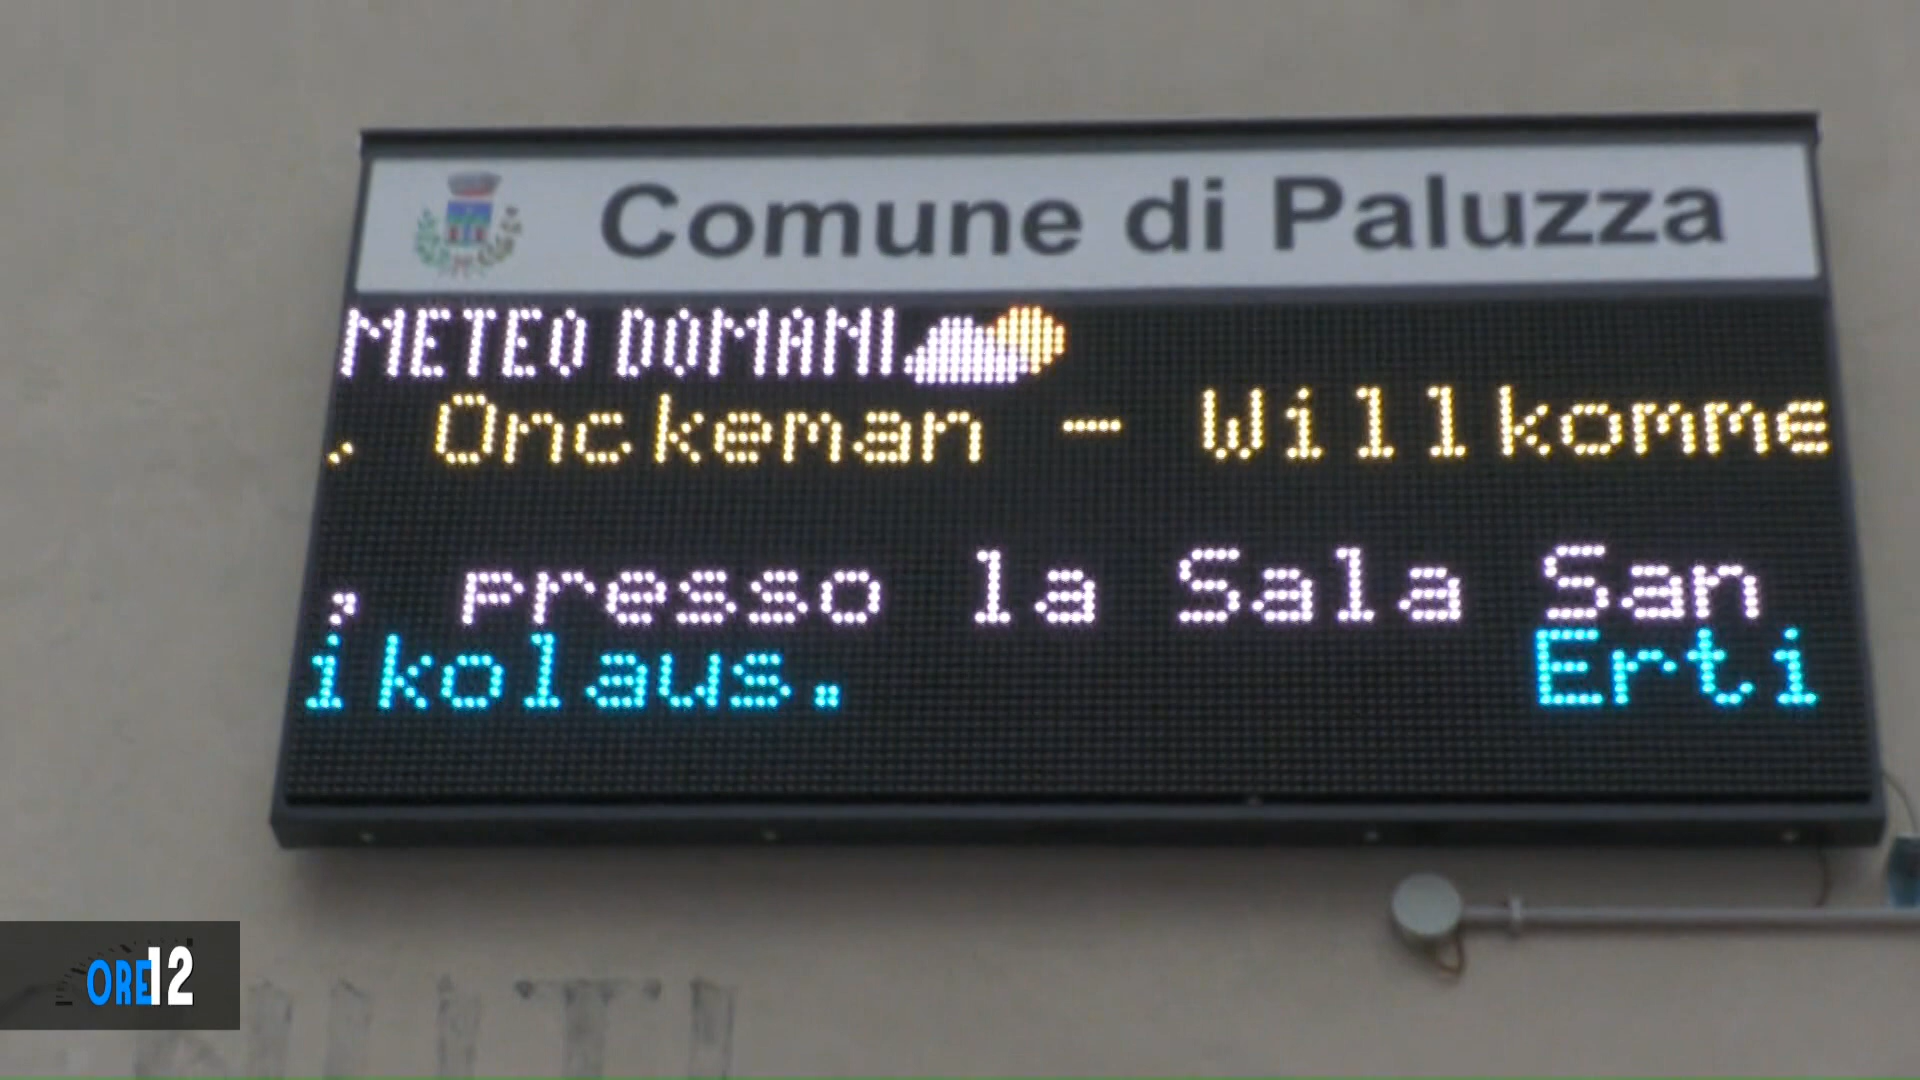 Comune di Paluzza
METEO DOMANI
. Onckeman - Willkomme
, presso la Sala San
ikolaus. Erti
ORE12